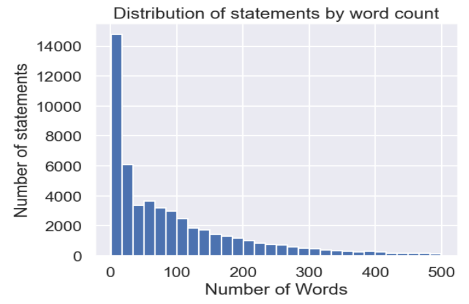 Distribution of statements by word count
14000
12000
10000
8000
6000
4000
2000
0
Number of statements
0 100 200 300 400 500
Number of Words